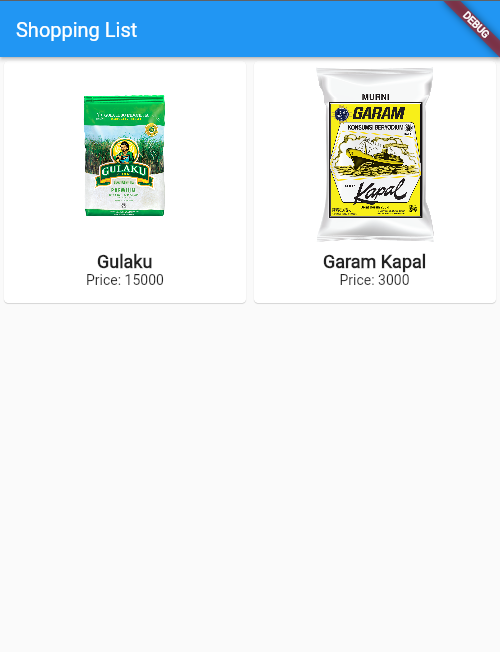 Shopping List
DEBUG
GULAKU
PREMIUM
MURNI
GARAM
KONSUMSI BERYODIUM
Kapal
Gulaku
Price: 15000
Garam Kapal
Price: 3000